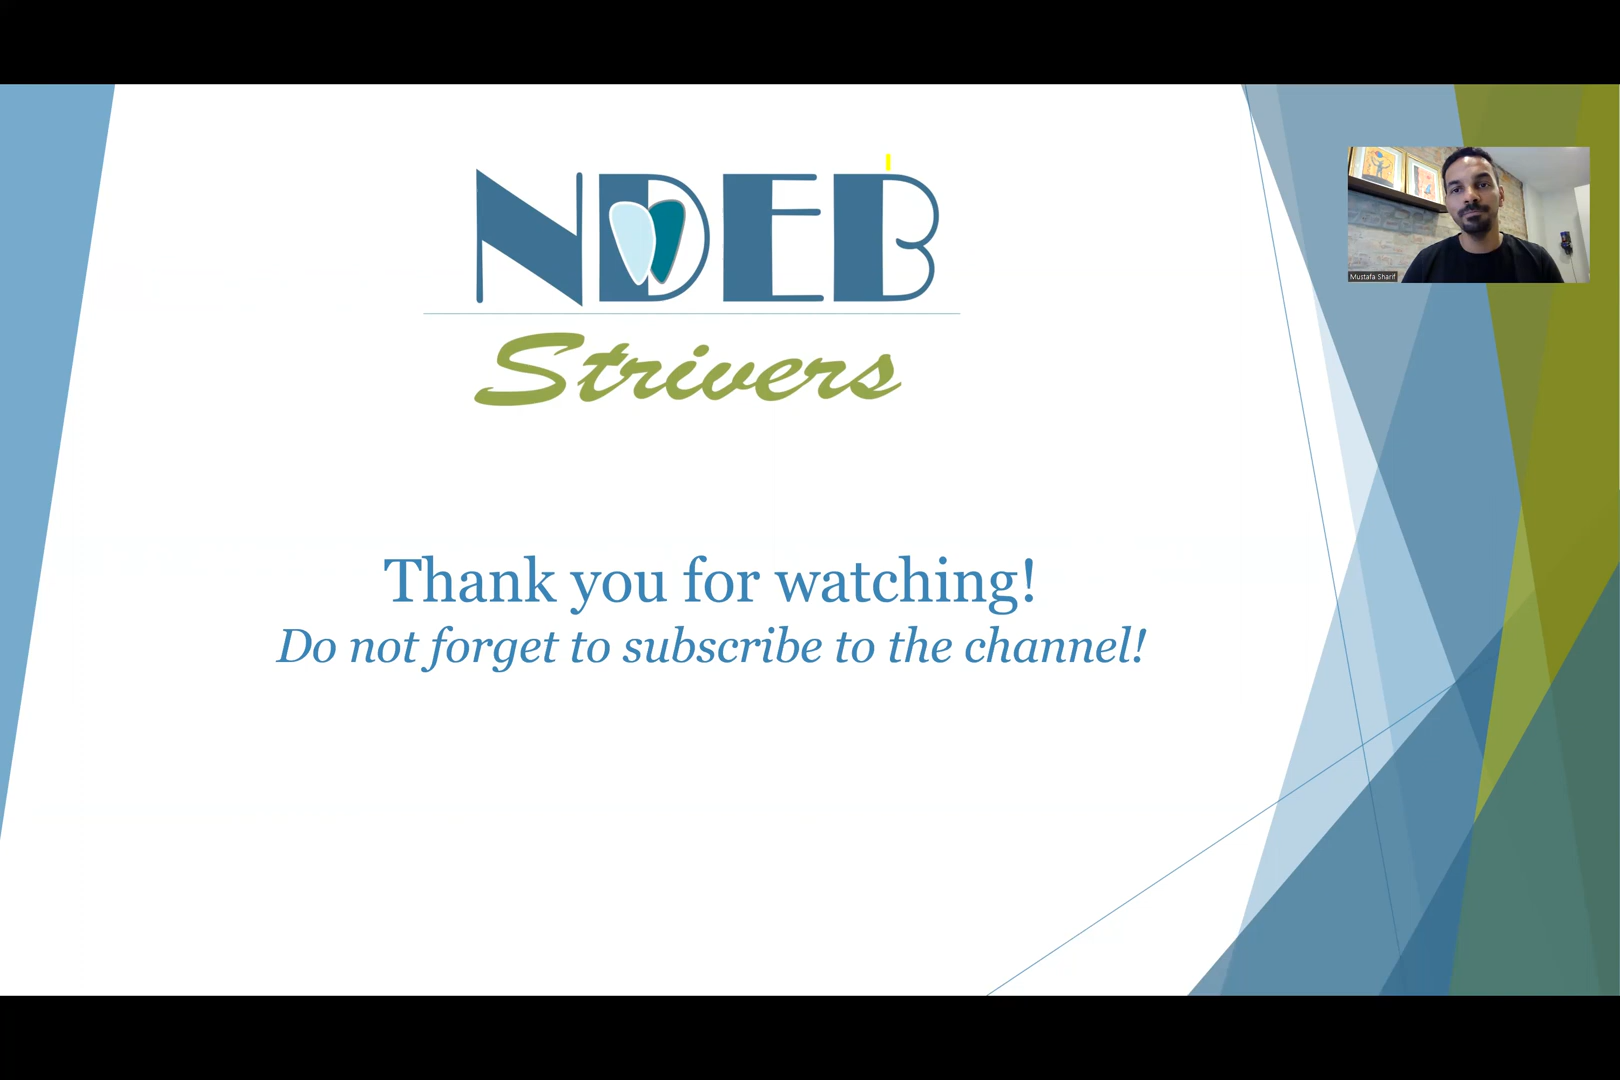 NDEB
Strivers
Mustafa Sharif
Thank you for watching!
Do not forget to subscribe to the channel!